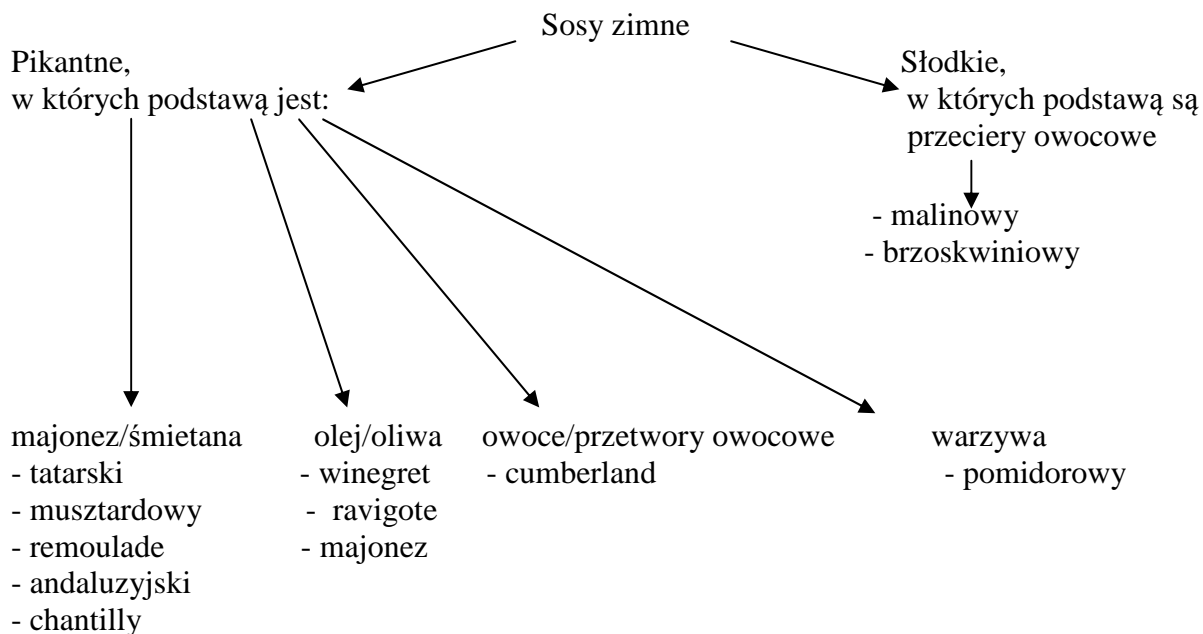 Sosy zimne
Pikantne,
w których podstawą jest:
Słodkie,
w których podstawą są
przeciery owocowe
- malinowy
- brzoskwiniowy
majonez/śmietana
- tatarski
- musztardowy
- remoulade
- andaluzyjski
- chantilly
olej/oliwa
- winegret
- ravigote
- majonez
owoce/przetwory owocowe
- cumberland
warzywa
- pomidorowy